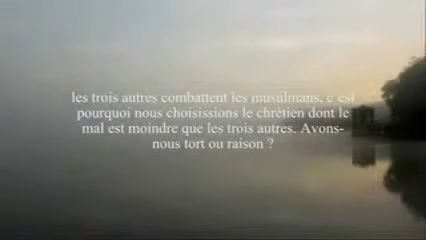 les trois autres combattent les musulmans, c'est
pourquoi nous choisissions le chrétien dont le
mal est moindre que les trois autres. Avons-
nous tort ou raison ?